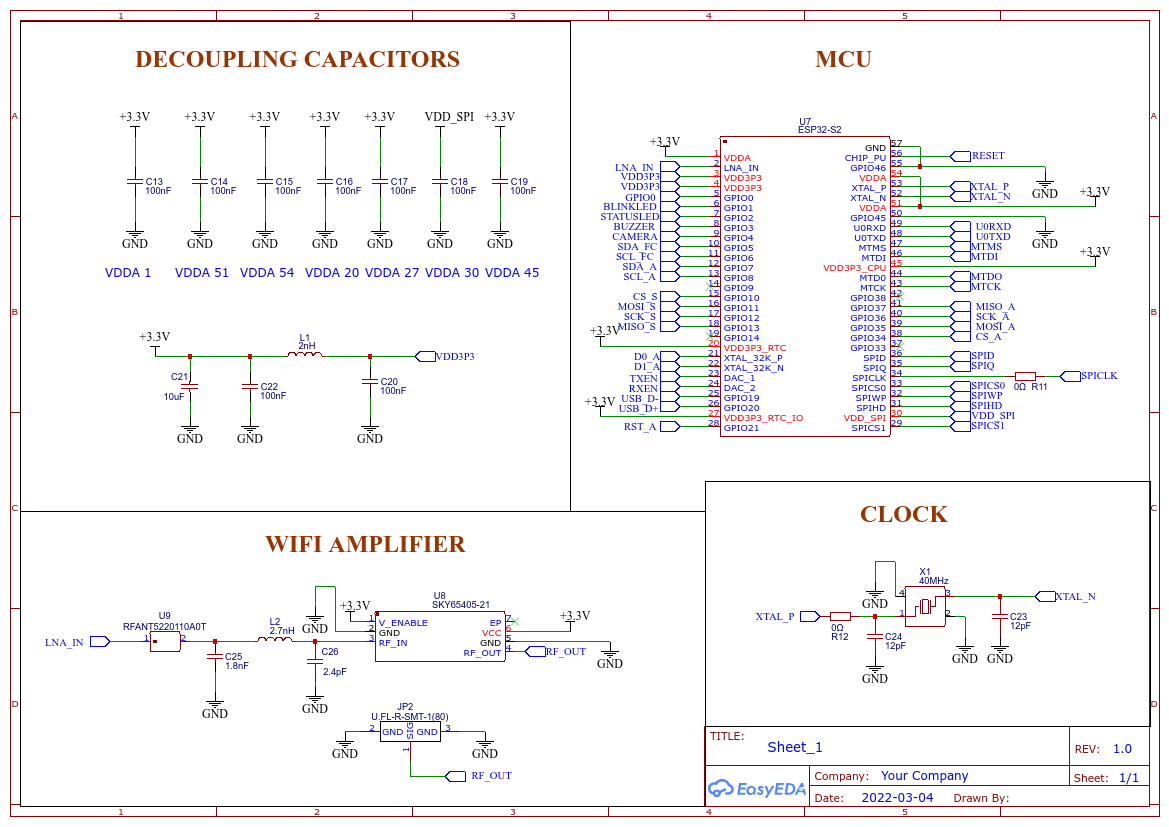 1 2 3 4 5
A B C D
DECOUPLING CAPACITORS
+3.3V +3.3V +3.3V +3.3V +3.3V VDD_SPI +3.3V
C13 100nF
C14 100nF
C15 100nF
C16 100nF
C17 100nF
C18 100nF
C19 100nF
GND GND GND GND GND GND GND
VDDA 1 VDDA 51 VDDA 54 VDDA 20 VDDA 27 VDDA 30 VDDA 45
+3.3V
L1
2nH
VDD3P3
C21
10uF
C22
100nF
C20
100nF
GND GND GND
MCU
U7
ESP32-S2
+3.3V
1 VDDA
LNA_IN 2 LNA_IN
VDD3P3 3 VDD3P3
VDD3P3 4 VDD3P3
GPIO0 5 GPIO0
BLINKLED 6 GPIO1
STATUSLED 7 GPIO2
BUZZER 8 GPIO3
CAMERA 9 GPIO4
SDA_FC 10 GPIO5
SCL_FC 11 GPIO6
SDA_A 12 GPIO7
SCL_A 13 GPIO8
14 GPIO9
CS_S 15 GPIO10
MOSI_S 16 GPIO11
SCK_S 17 GPIO12
MISO_S 18 GPIO13
19 GPIO14
+3.3V
20 VDD3P3_RTC
D0_A 21 XTAL_32K_P
D1_A 22 XTAL_32K_N
TXEN 23 DAC_1
RXEN 24 DAC_2
USB_D- 25 GPIO19
USB_D+ 26 GPIO20
+3.3V
27 VDD3P3_RTC_IO
RST_A 28 GPIO21
GND 57
CHIP_PU 56 RESET
GPIO46 55
GND
VDDA 54
XTAL_P 53 XTAL_P
XTAL_N 52 XTAL_N
VDDA 51
+3.3V
GPIO45 50
GND
U0RXD 49 U0RXD
U0TXD 48 U0TXD
MTMS 47 MTMS
MTDI 46 MTDI
VDD3P3_CPU 45
+3.3V
MTDO 44 MTDO
MTCK 43 MTCK
GPIO38 42
GPIO37 41 MISO_A
GPIO36 40 SCK_A
GPIO35 39 MOSI_A
GPIO34 38 CS_A
GPIO33 37
SPID 36 SPID
SPIQ 35 SPIQ
SPICLK 34 0Ω R11 SPICLK
SPICS0 33 SPICS0
SPIWP 32 SPIWP
SPIHD 31 SPIHD
VDD_SPI 30 VDD_SPI
SPICS1 29 SPICS1
WIFI AMPLIFIER
U9
RFANT5220110A0T
LNA_IN 1 2
L2
2.7nH
C25
1.8nF
GND
GND
C26
2.4pF
GND
+3.3V
U8
SKY65405-21
1 V_ENABLE
2 GND
3 RF_IN
EP 7
VCC 6
GND 5
RF_OUT 4
+3.3V
RF_OUT
GND
JP2
U.FL-R-SMT-1(80)
2 GND SIG GND 3
1
GND GND
RF_OUT
CLOCK
X1
40MHz
4 3
1 2
GND
XTAL_P
0Ω
R12
C24
12pF
GND
GND
XTAL_N
C23
12pF
GND
TITLE:
Sheet_1
REV: 1.0
EasyEDA
Company: Your Company
Sheet: 1/1
Date: 2022-03-04 Drawn By:
A B C D
1 2 3 4 5